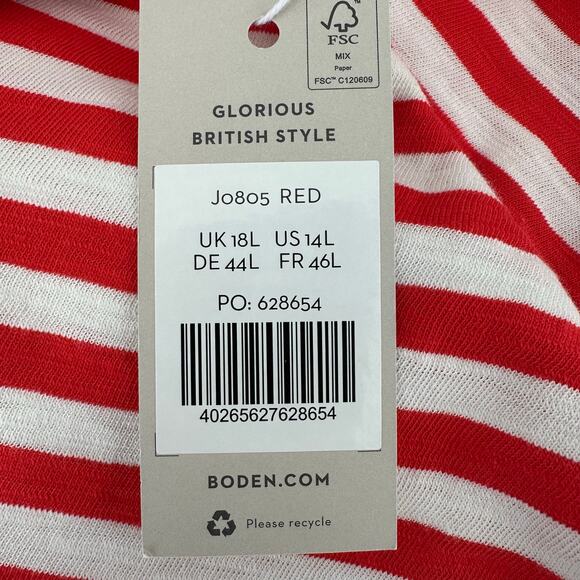 FSC
MIX
Paper
FSC™ C120609
GLORIOUS
BRITISH STYLE
J0805 RED
UK 18L US 14L
DE 44L FR 46L
PO: 628654
40265627628654
BODEN.COM
Please recycle